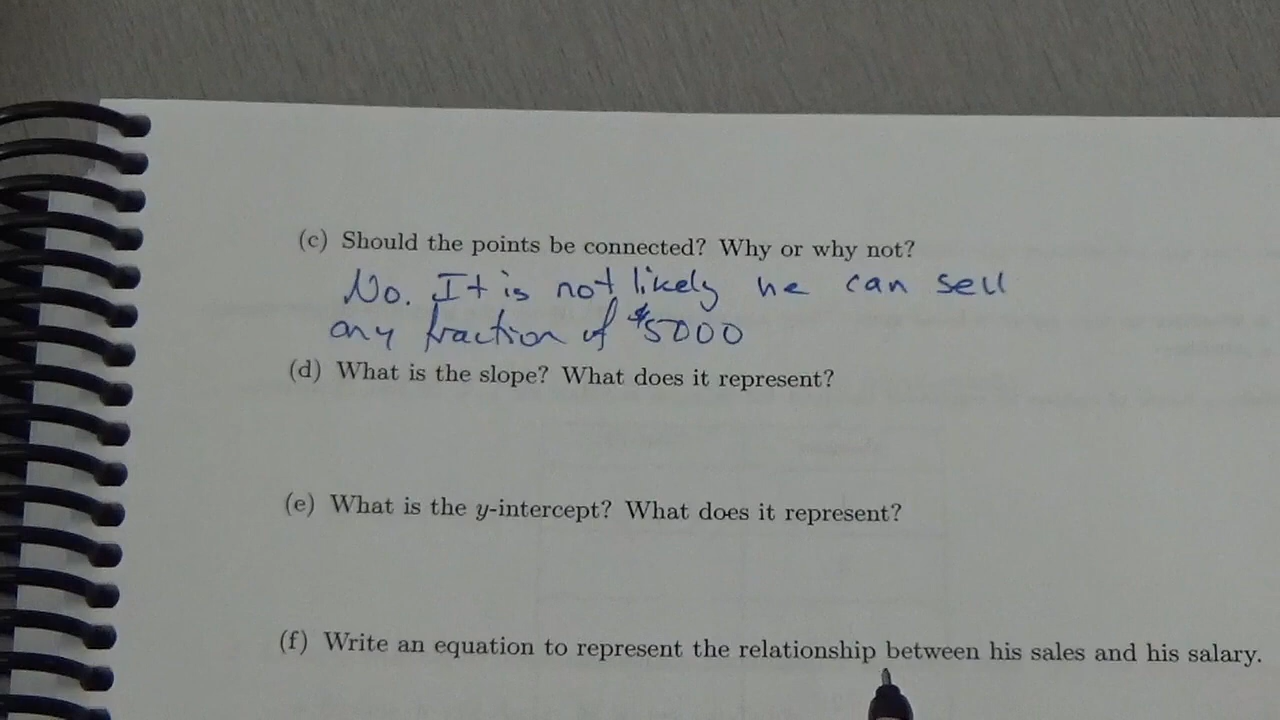 (c) Should the points be connected? Why or why not?
No. It is not likely he can sell
any fraction of $5000
(d) What is the slope? What does it represent?
(e) What is the y-intercept? What does it represent?
(f) Write an equation to represent the relationship between his sales and his salary.